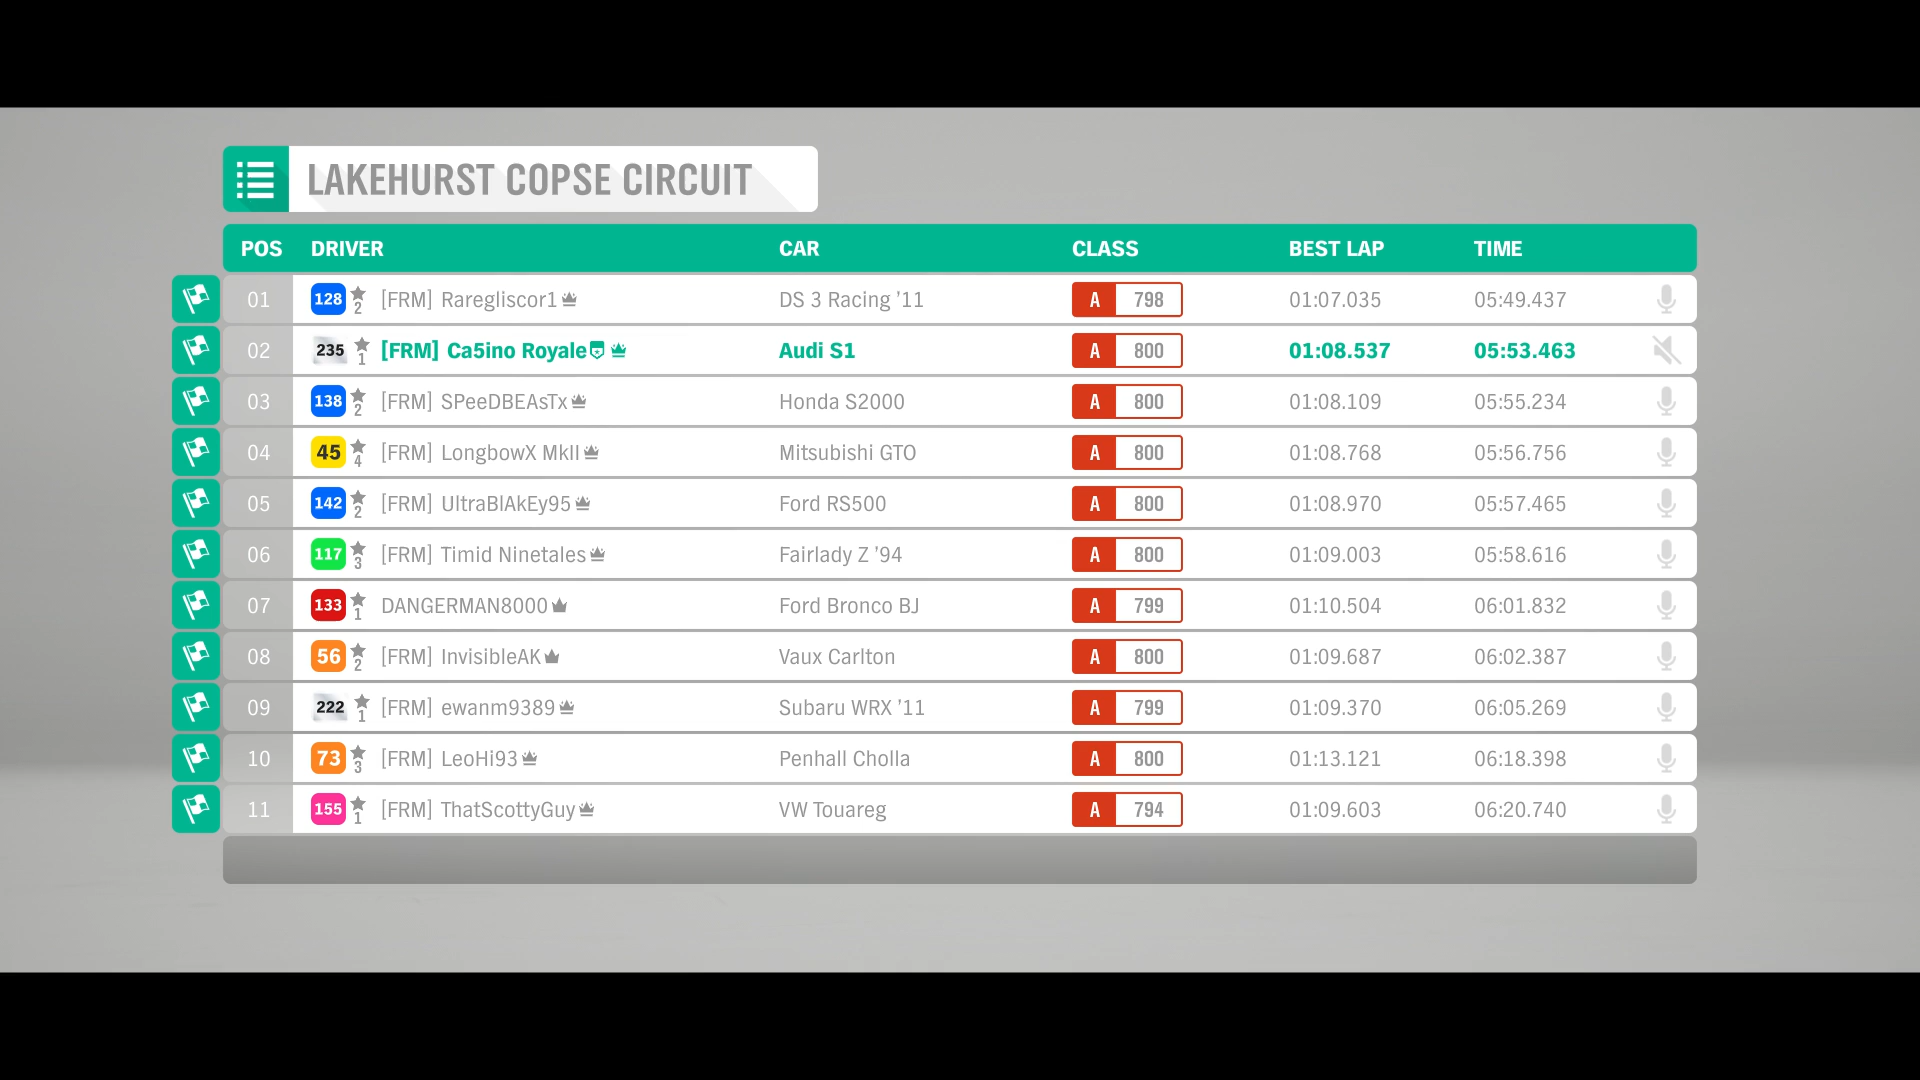 LAKEHURST COPSE CIRCUIT
POS DRIVER CAR CLASS BEST LAP TIME
01 128 2 [FRM] Raregliscor1 DS 3 Racing '11 A 798 01:07.035 05:49.437
02 235 1 [FRM] Ca5ino Royale Audi S1 A 800 01:08.537 05:53.463
03 138 2 [FRM] SPeeDBEAsTx Honda S2000 A 800 01:08.109 05:55.234
04 45 4 [FRM] LongbowX MkII Mitsubishi GTO A 800 01:08.768 05:56.756
05 142 2 [FRM] UltraBlAkEy95 Ford RS500 A 800 01:08.970 05:57.465
06 117 3 [FRM] Timid Ninetales Fairlady Z '94 A 800 01:09.003 05:58.616
07 133 1 DANGERMAN8000 Ford Bronco BJ A 799 01:10.504 06:01.832
08 56 2 [FRM] InvisibleAK Vaux Carlton A 800 01:09.687 06:02.387
09 222 1 [FRM] ewanm9389 Subaru WRX '11 A 799 01:09.370 06:05.269
10 73 3 [FRM] LeoHi93 Penhall Cholla A 800 01:13.121 06:18.398
11 155 1 [FRM] ThatScottyGuy VW Touareg A 794 01:09.603 06:20.740